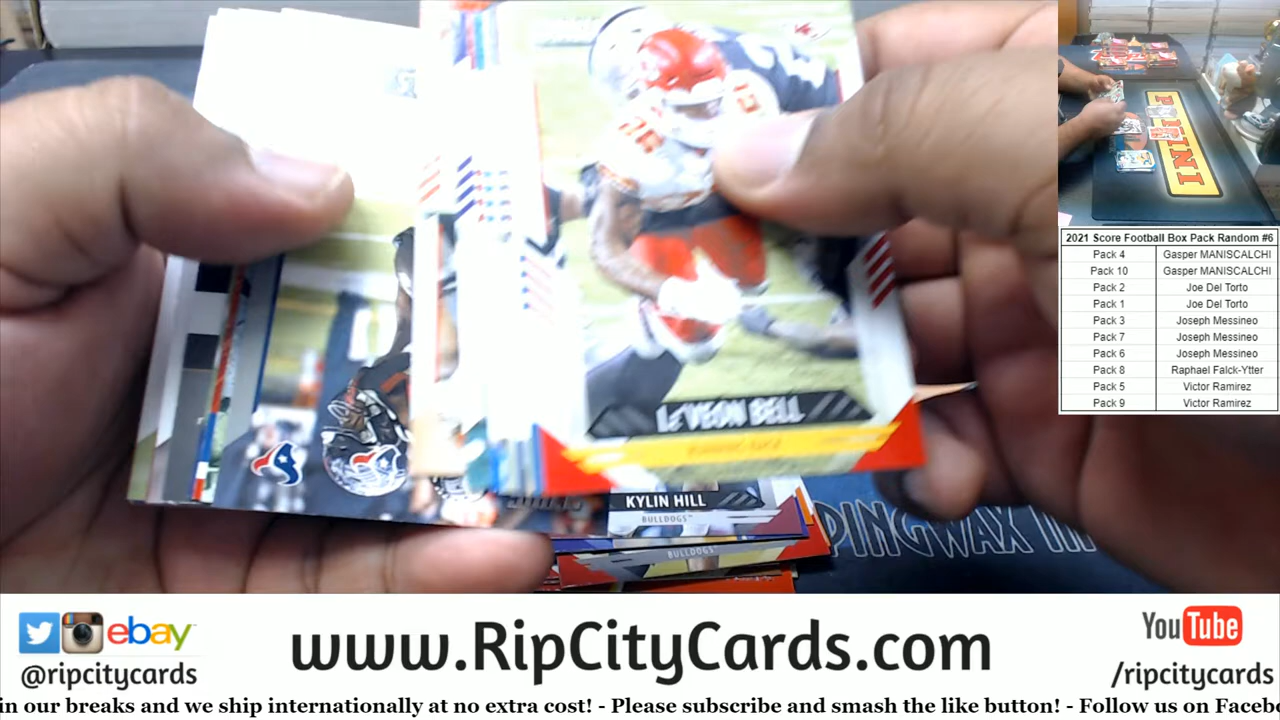 LE'VEON BELL
RUNNING BACK
KYLIN HILL
BULLDOGS
BULLDOGS
PINGWAX
PANINI
2021 Score Football Box Pack Random #6
Pack 4 Gasper MANISCALCHI
Pack 10 Gasper MANISCALCHI
Pack 2 Joe Del Torto
Pack 1 Joe Del Torto
Pack 3 Joseph Messineo
Pack 7 Joseph Messineo
Pack 6 Joseph Messineo
Pack 8 Raphael Falck-Ytter
Pack 5 Victor Ramirez
Pack 9 Victor Ramirez
ebay
@ripcitycards
www.RipCityCards.com
YouTube
/ripcitycards
in our breaks and we ship internationally at no extra cost! - Please subscribe and smash the like button! - Follow us on Facebo